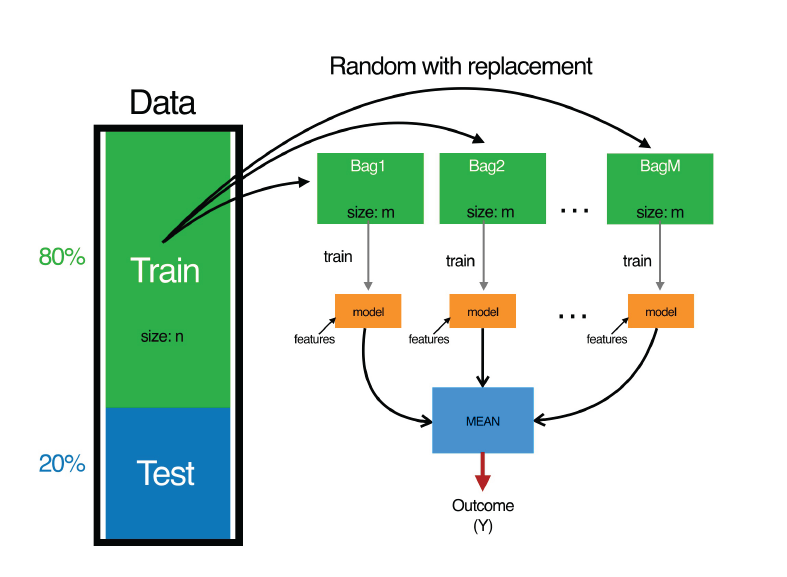 Random with replacement
Data
Bag1
Bag2
BagM
size: m
size: m
...
size: m
80%
train
train
train
Train
model
model
...
model
size: n
features
features
features
MEAN
20%
Test
Outcome
(Y)